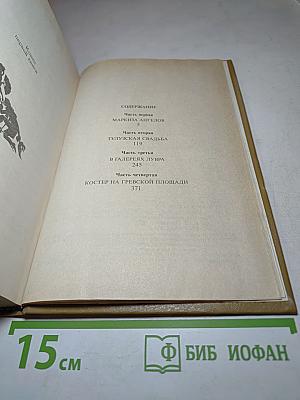 СОДЕРЖАНИЕ
Часть первая
МАРКИЗА АНГЕЛОВ
5
Часть вторая
ТУЛУЗСКАЯ СВАДЬБА
119
Часть третья
В ГАЛЕРЕЯХ ЛУВРА
245
Часть четвертая
КОСТЕР НА ГРЕВСКОЙ ПЛОЩАДИ
371
15 см
Ф БИБ ИОФАН